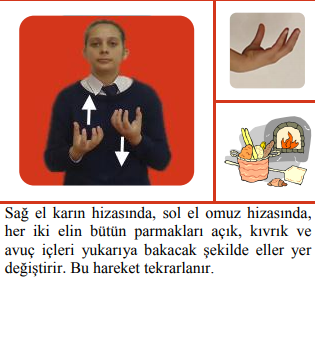 Sağ el karın hizasında, sol el omuz hizasında,
her iki elin bütün parmakları açık, kıvrık ve
avuç içleri yukarıya bakacak şekilde eller yer
değiştirir. Bu hareket tekrarlanır.